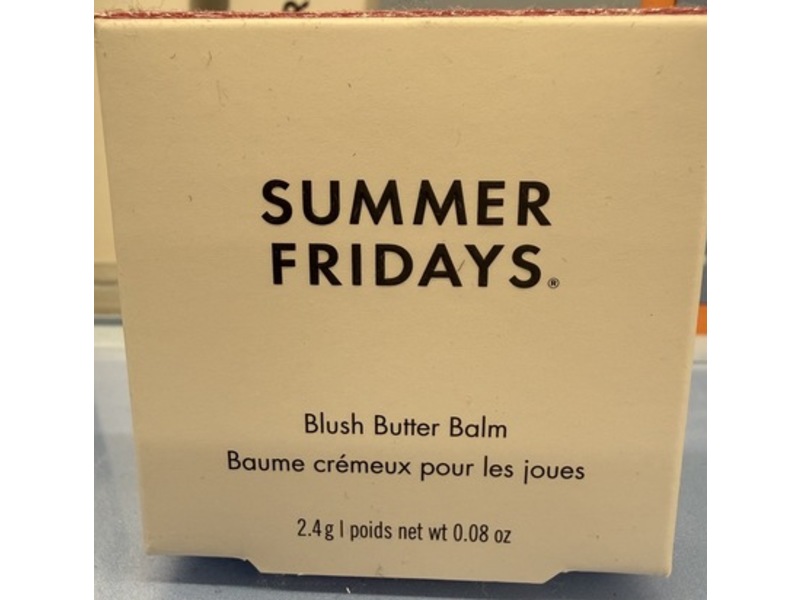 SUMMER
FRIDAYS®
Blush Butter Balm
Baume crémeux pour les joues
2.4g | poids net wt 0.08 oz